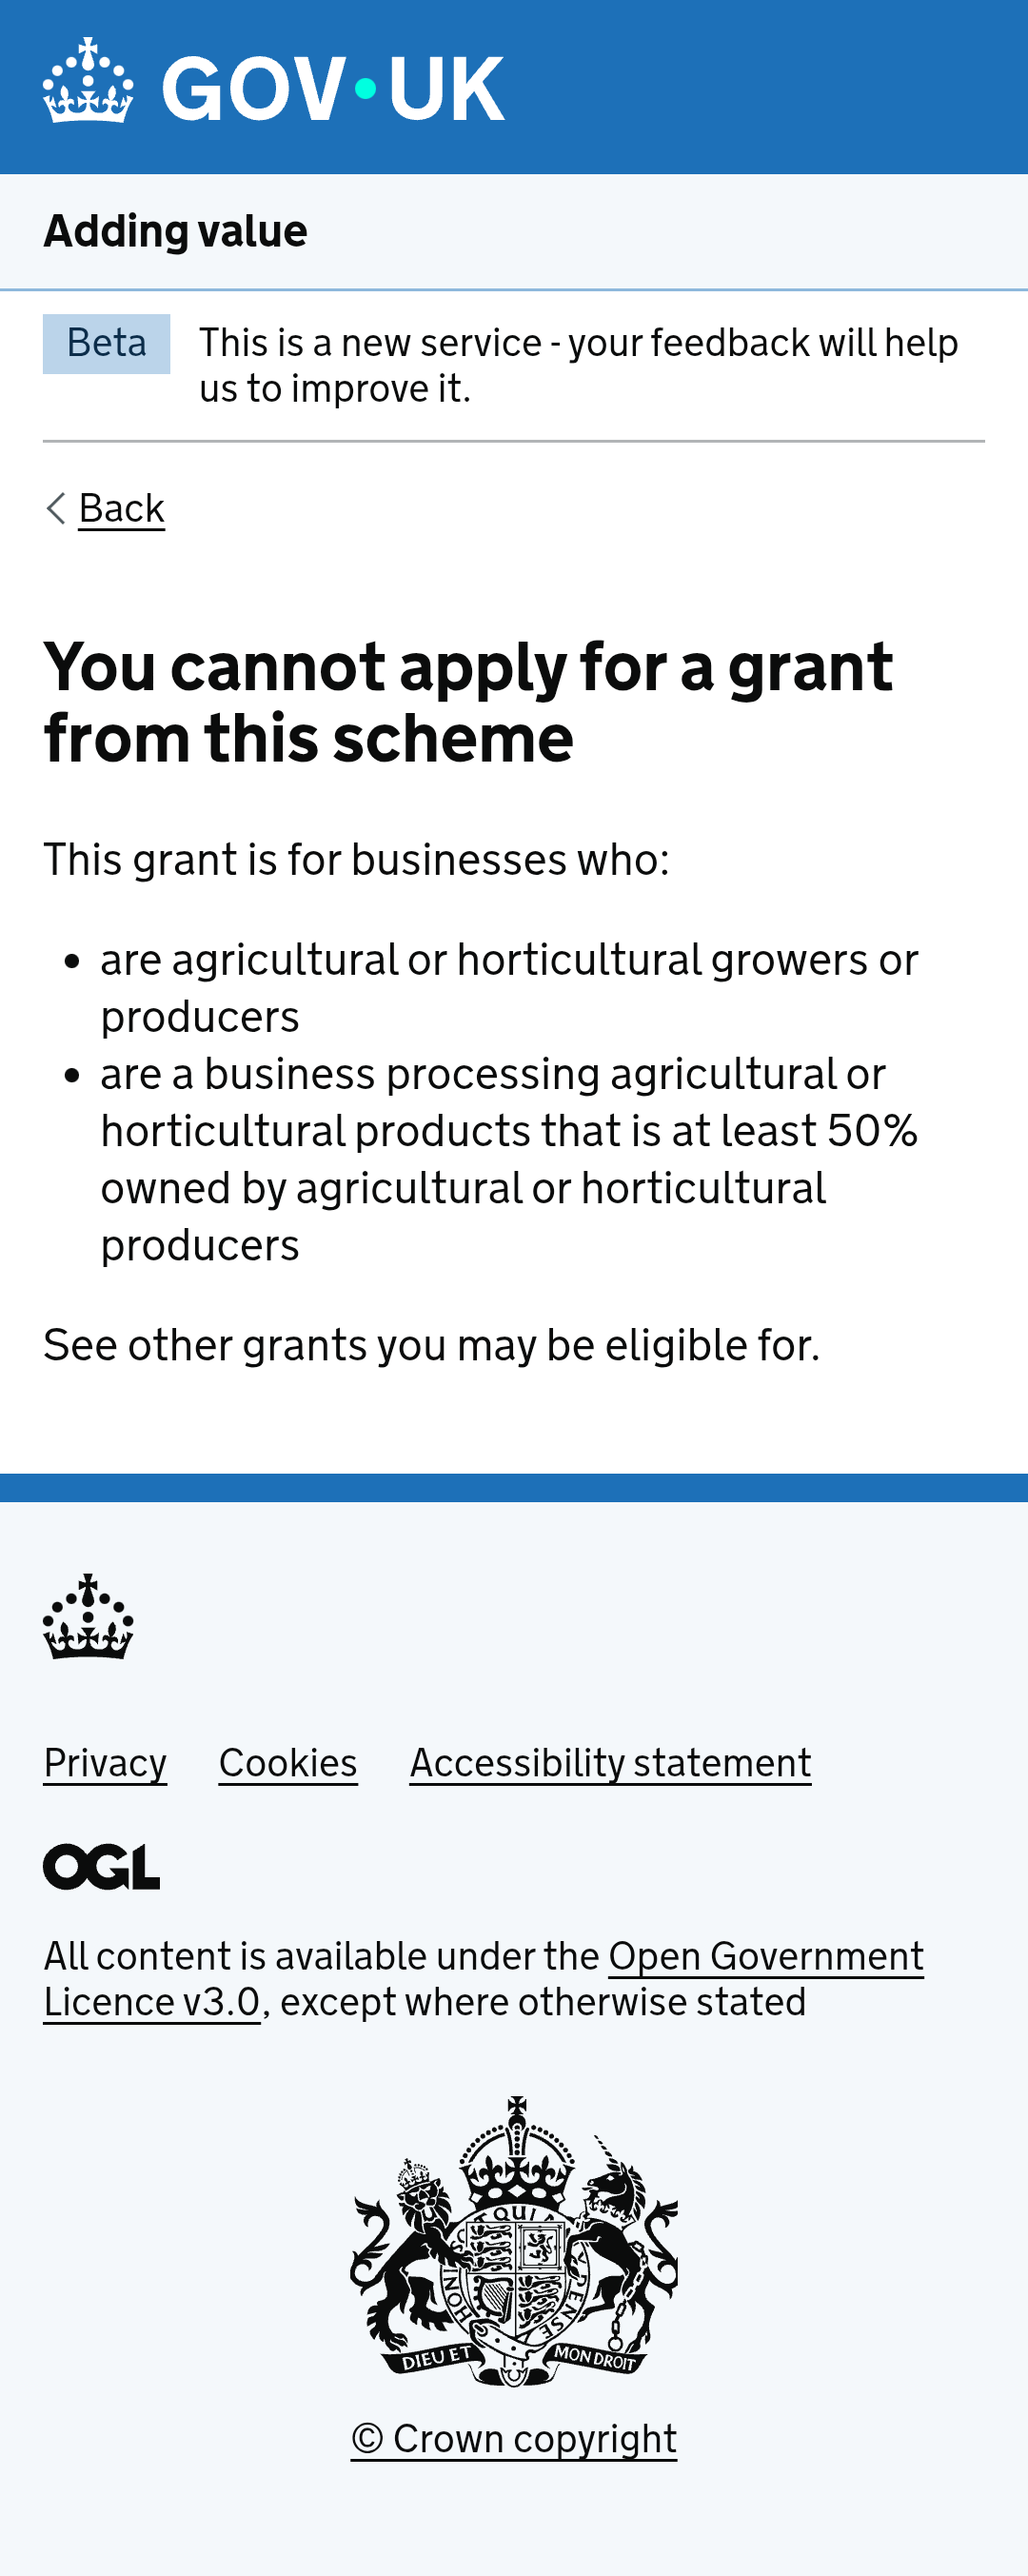 GOV·UK
Adding value
Beta
This is a new service - your feedback will help
us to improve it.
Back
You cannot apply for a grant
from this scheme
This grant is for businesses who:
• are agricultural or horticultural growers or
producers
• are a business processing agricultural or
horticultural products that is at least 50%
owned by agricultural or horticultural
producers
See other grants you may be eligible for.
Privacy
Cookies
Accessibility statement
OGL
All content is available under the Open Government
Licence v3.0, except where otherwise stated
QUI
HON
PENSE
DIEU ET
MON DROIT
© Crown copyright